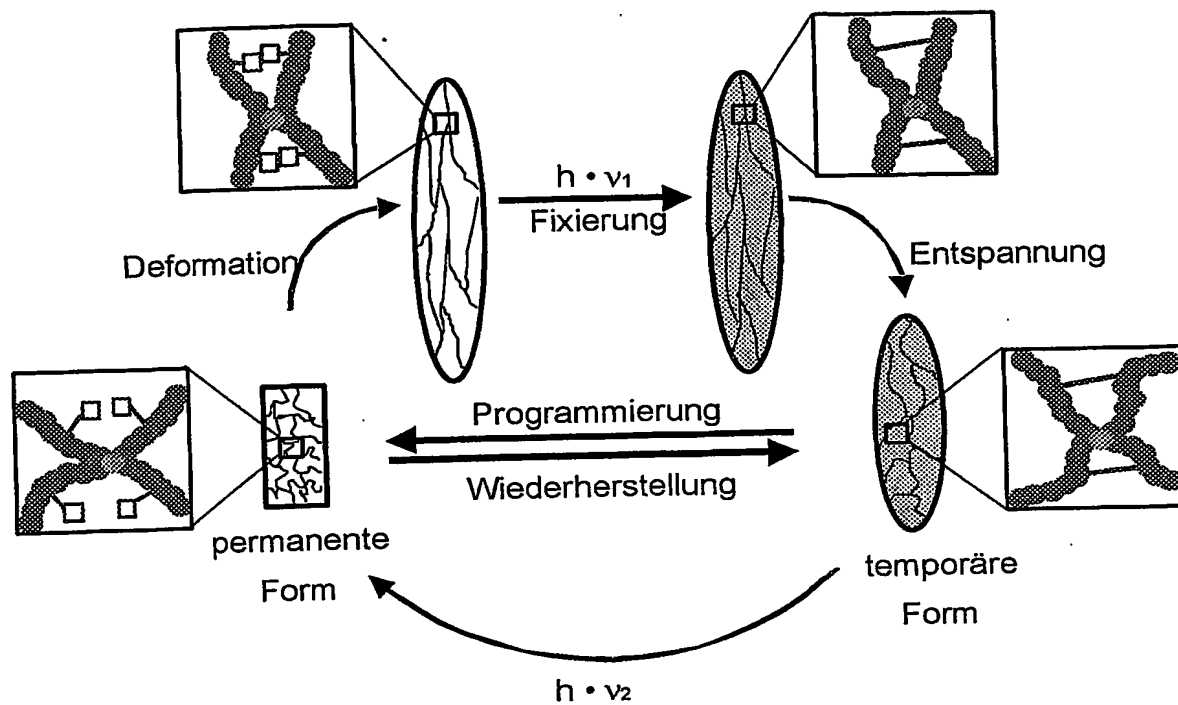 h • ν₁
Fixierung
Deformation
Entspannung
Programmierung
Wiederherstellung
permanente
Form
temporäre
Form
h • ν₂